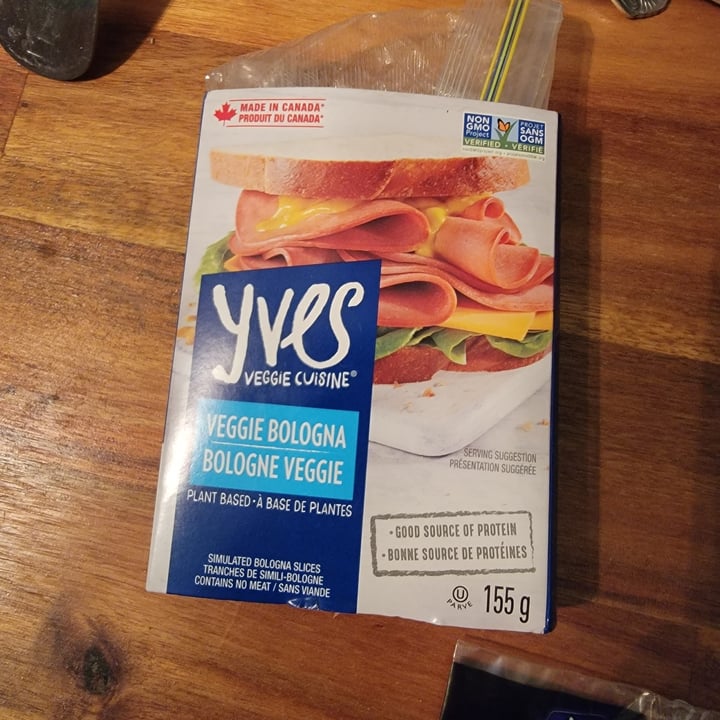 MADE IN CANADA*
PRODUIT DU CANADA*
NON
GMO
Project
VERIFIED
PROJET
SANS
OGM
VÉRIFIÉ
yves
VEGGIE CUISINE®
VEGGIE BOLOGNA
BOLOGNE VEGGIE
PLANT BASED • À BASE DE PLANTES
SIMULATED BOLOGNA SLICES
TRANCHES DE SIMILI-BOLOGNE
CONTAINS NO MEAT / SANS VIANDE
SERVING SUGGESTION
PRÉSENTATION SUGGÉRÉE
• GOOD SOURCE OF PROTEIN
• BONNE SOURCE DE PROTÉINES
U
PARVE
155 g